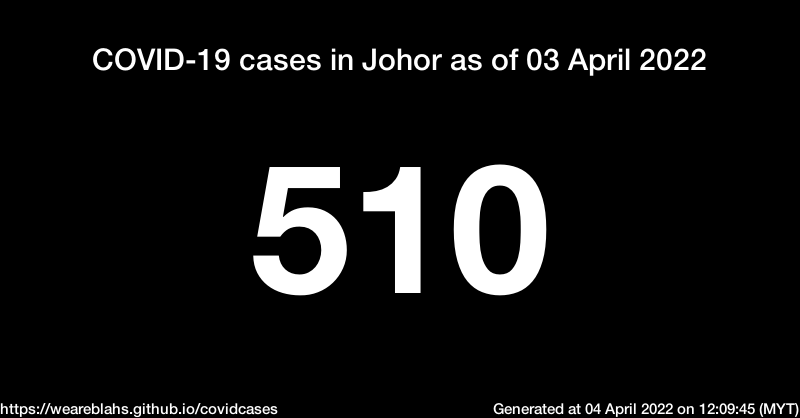 COVID-19 cases in Johor as of 03 April 2022
510
https://weareblahs.github.io/covidcases
Generated at 04 April 2022 on 12:09:45 (MYT)